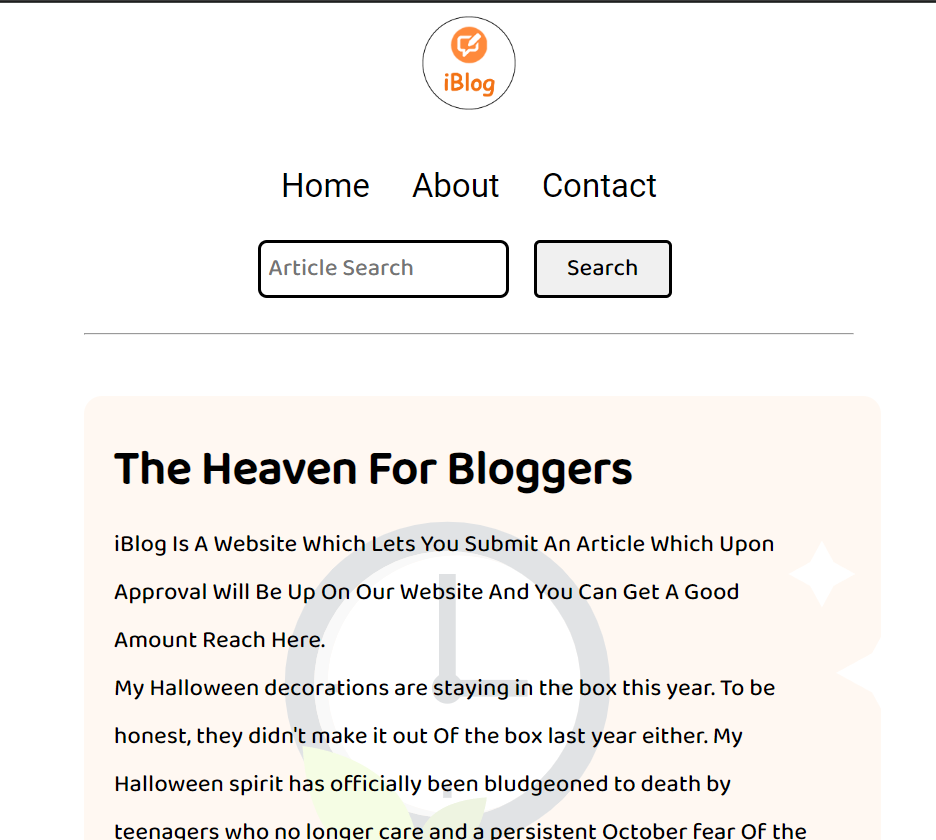 iBlog
Home About Contact
Article Search Search
The Heaven For Bloggers
iBlog Is A Website Which Lets You Submit An Article Which Upon
Approval Will Be Up On Our Website And You Can Get A Good
Amount Reach Here.
My Halloween decorations are staying in the box this year. To be
honest, they didn't make it out Of the box last year either. My
Halloween spirit has officially been bludgeoned to death by
teenagers who no longer care and a persistent October fear Of the